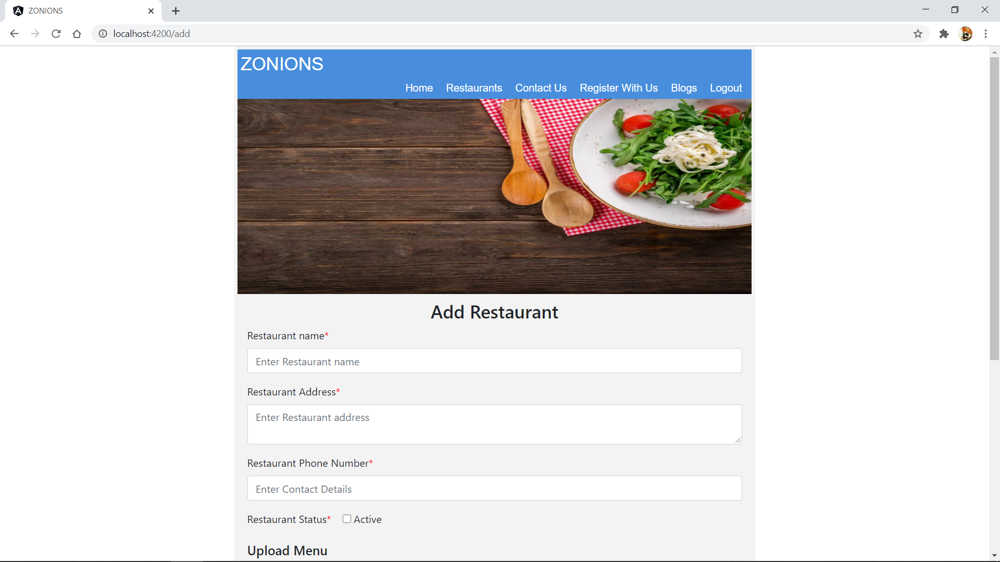 ZONIONS
localhost:4200/add
ZONIONS
Home Restaurants Contact Us Register With Us Blogs Logout
Add Restaurant
Restaurant name*
Enter Restaurant name
Restaurant Address*
Enter Restaurant address
Restaurant Phone Number*
Enter Contact Details
Restaurant Status* Active
Upload Menu